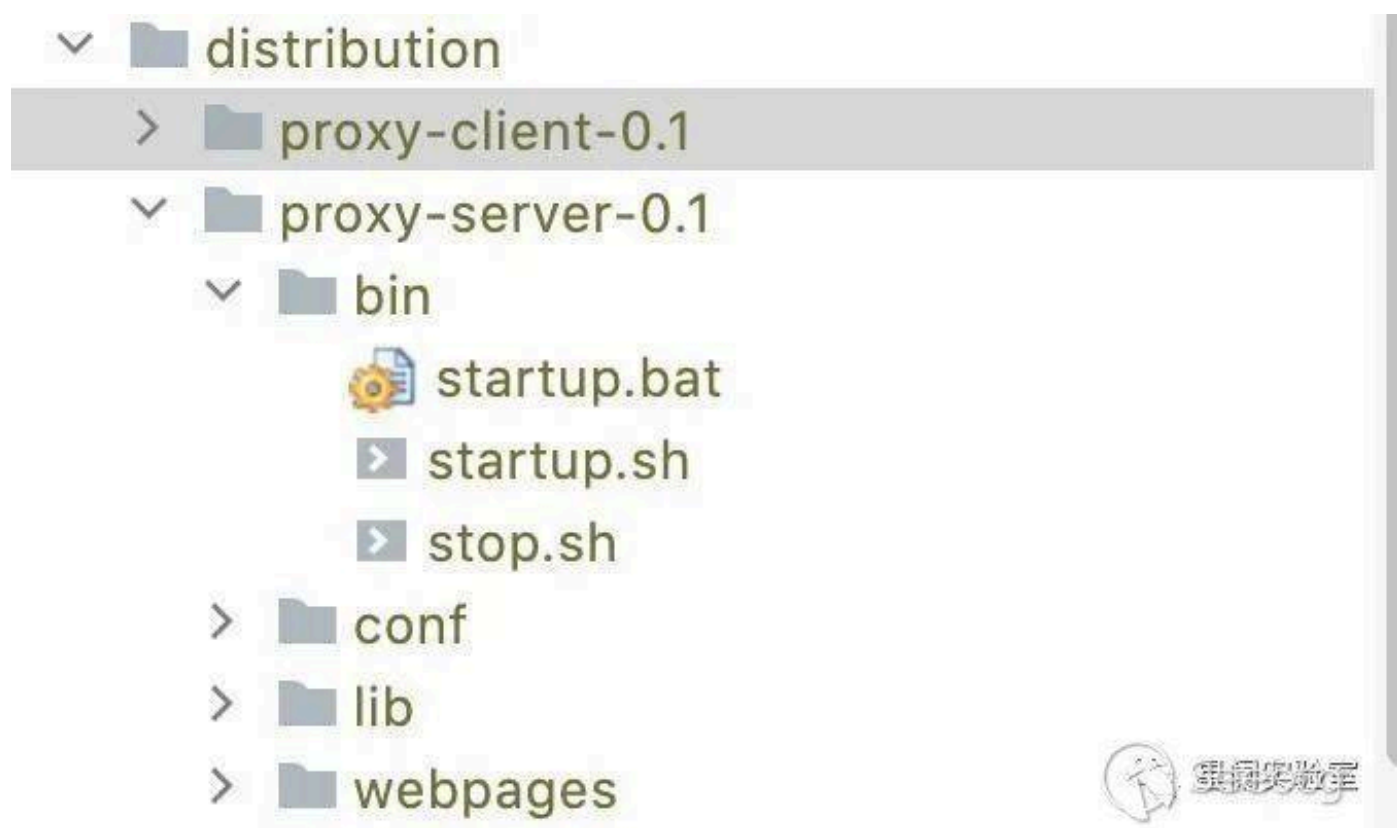 distribution
proxy-client-0.1
proxy-server-0.1
bin
startup.bat
startup.sh
stop.sh
conf
lib
webpages